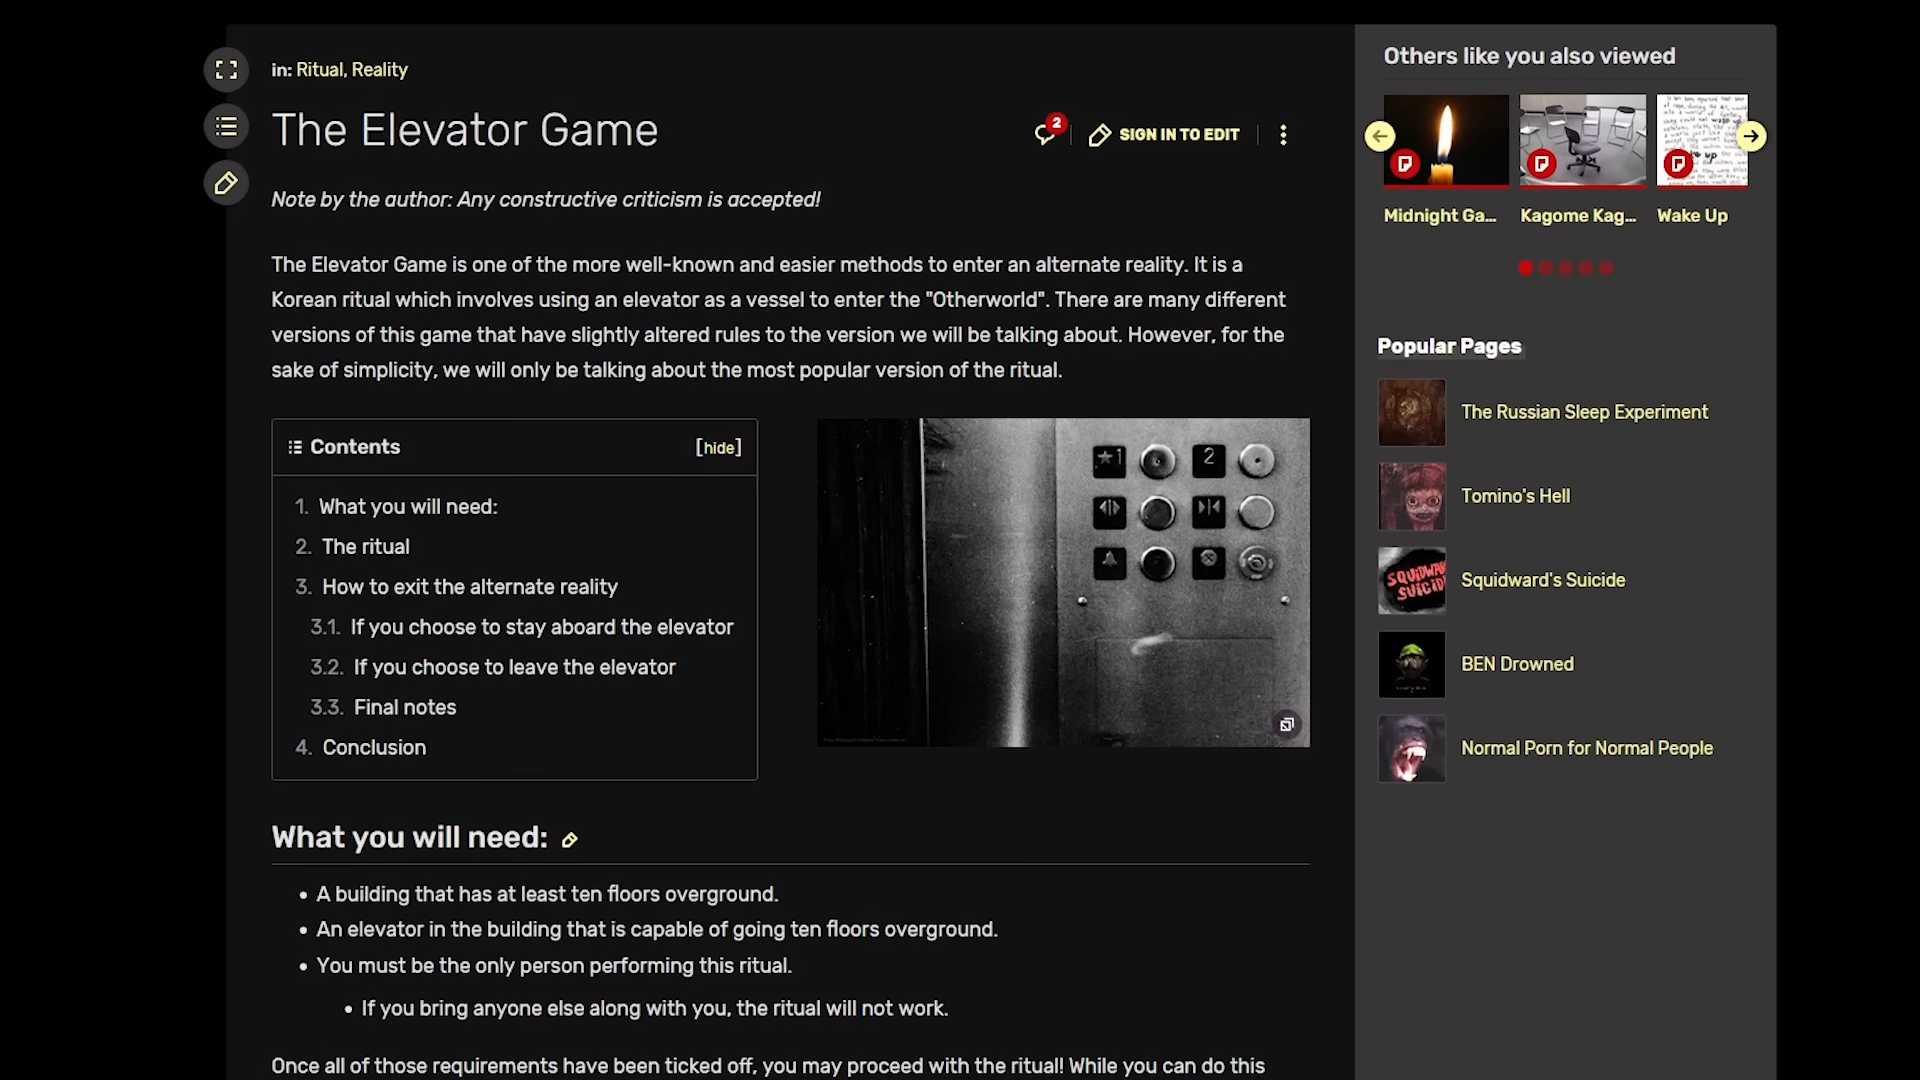 in: Ritual, Reality
The Elevator Game
2
SIGN IN TO EDIT
Note by the author: Any constructive criticism is accepted!
The Elevator Game is one of the more well-known and easier methods to enter an alternate reality. It is a
Korean ritual which involves using an elevator as a vessel to enter the "Otherworld". There are many different
versions of this game that have slightly altered rules to the version we will be talking about. However, for the
sake of simplicity, we will only be talking about the most popular version of the ritual.
Contents
[hide]
1. What you will need:
2. The ritual
3. How to exit the alternate reality
3.1. If you choose to stay aboard the elevator
3.2. If you choose to leave the elevator
3.3. Final notes
4. Conclusion
★1
2
What you will need:
• A building that has at least ten floors overground.
• An elevator in the building that is capable of going ten floors overground.
• You must be the only person performing this ritual.
• If you bring anyone else along with you, the ritual will not work.
Once all of those requirements have been ticked off, you may proceed with the ritual! While you can do this
Others like you also viewed
Midnight Ga...
Kagome Kag...
Wake Up
Popular Pages
The Russian Sleep Experiment
Tomino's Hell
SQUIDWARD SUICIDE
Squidward's Suicide
BEN Drowned
Normal Porn for Normal People